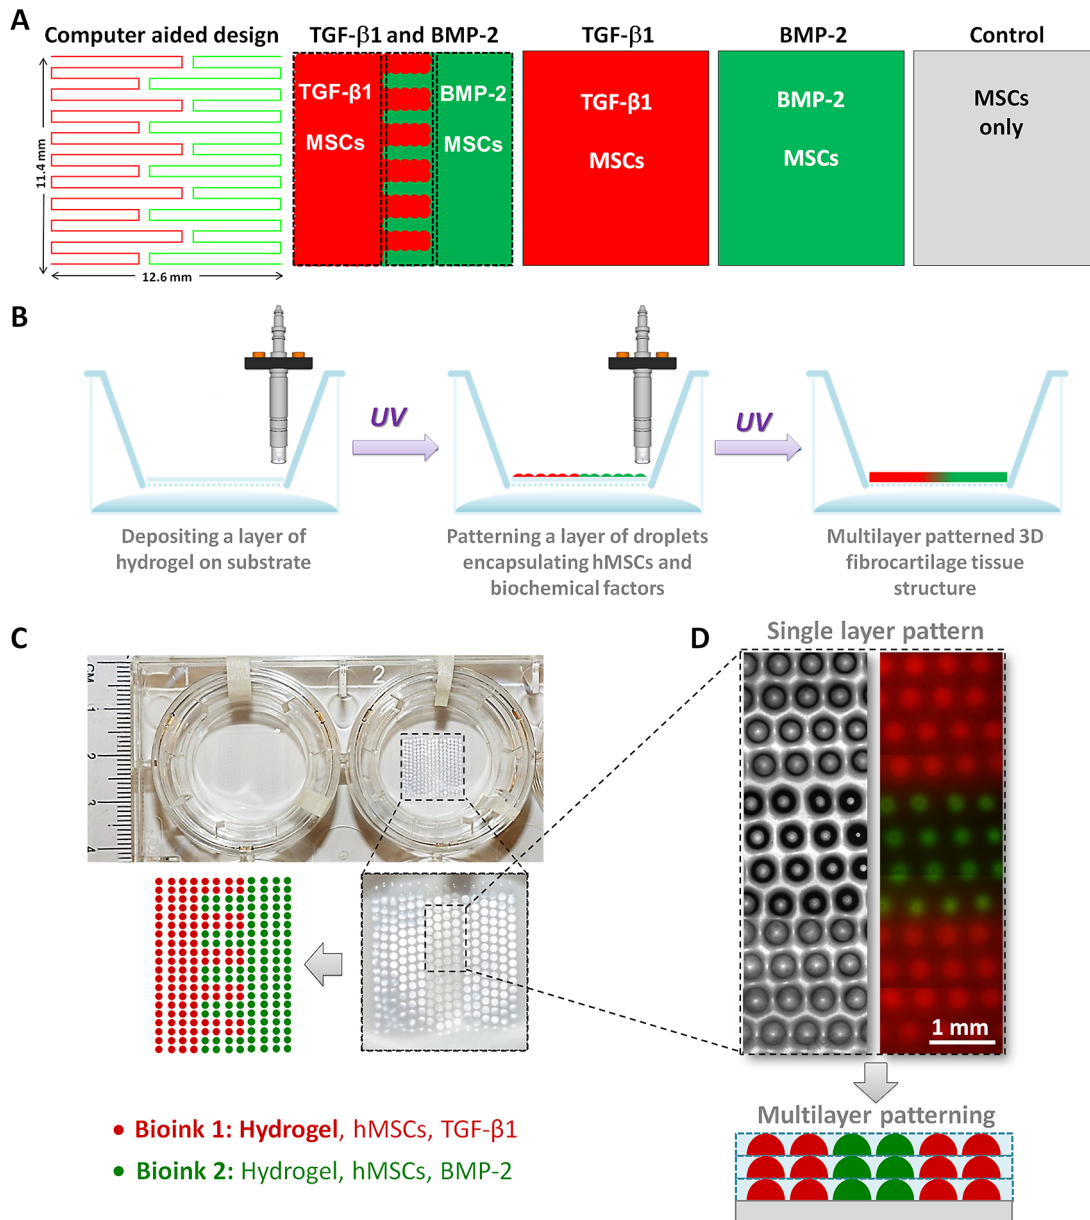 A
Computer aided design
TGF-β1 and BMP-2
TGF-β1
BMP-2
Control
11.4 mm
12.6 mm
TGF-β1
MSCs
BMP-2
MSCs
TGF-β1
MSCs
BMP-2
MSCs
MSCs
only
B
UV
UV
Depositing a layer of
hydrogel on substrate
Patterning a layer of droplets
encapsulating hMSCs and
biochemical factors
Multilayer patterned 3D
fibrocartilage tissue
structure
C
CM
1
2
3
4
1
2
D
Single layer pattern
1 mm
Multilayer patterning
• Bioink 1: Hydrogel, hMSCs, TGF-β1
• Bioink 2: Hydrogel, hMSCs, BMP-2